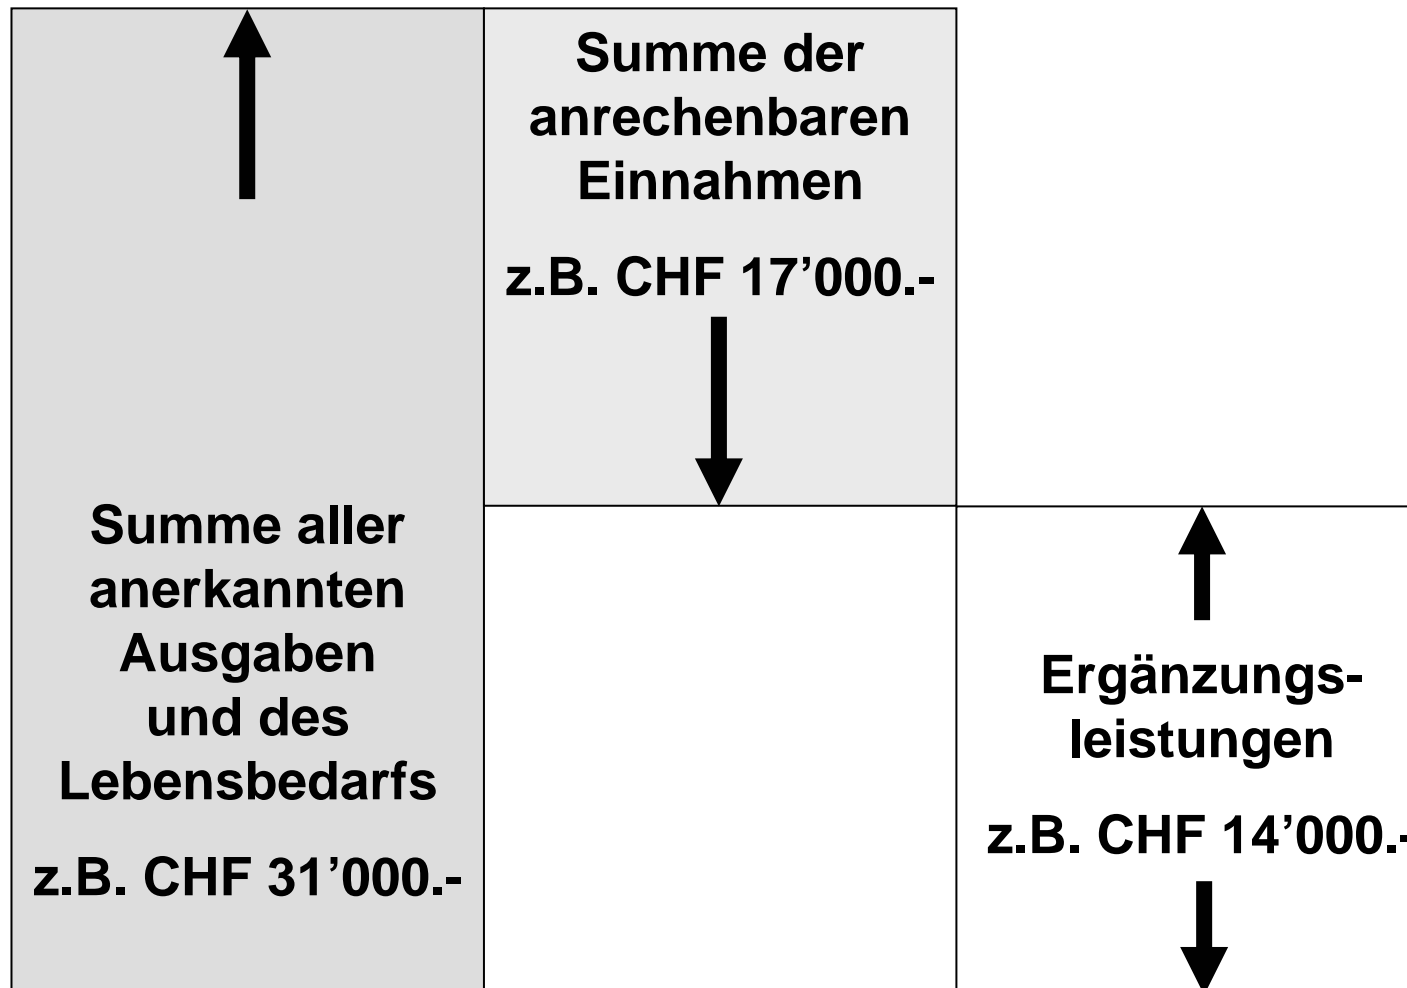 Summe der
anrechenbaren
Einnahmen
z.B. CHF 17’000.-
Summe aller
anerkannten
Ausgaben
und des
Lebensbedarfs
z.B. CHF 31’000.-
Ergänzungs-
leistungen
z.B. CHF 14’000.-